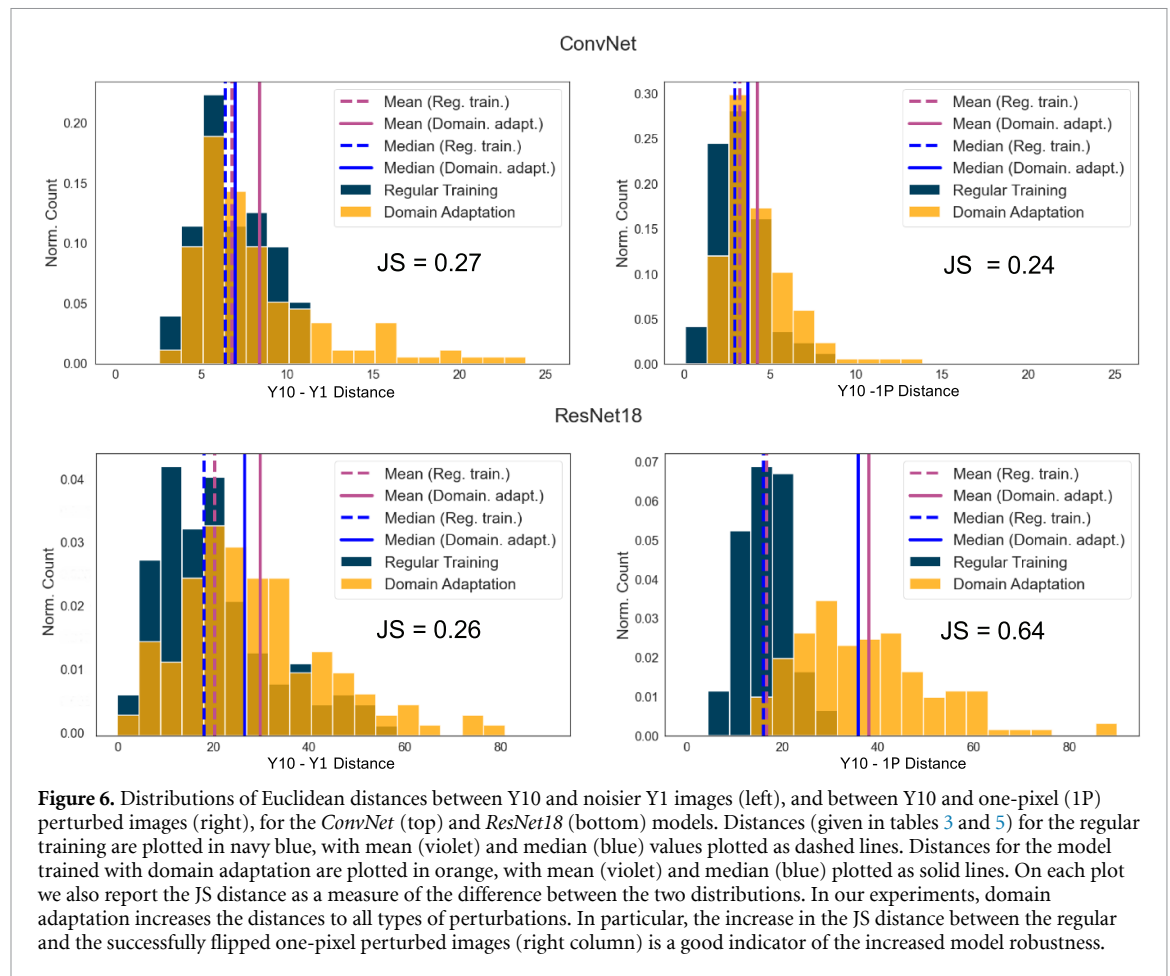 ConvNet
Norm. Count
0.20
0.15
0.10
0.05
0.00
Mean (Reg. train.)
Mean (Domain. adapt.)
Median (Reg. train.)
Median (Domain. adapt.)
Regular Training
Domain Adaptation
JS = 0.27
0 5 10 15 20 25
Y10 - Y1 Distance
Norm. Count
0.30
0.25
0.20
0.15
0.10
0.05
0.00
Mean (Reg. train.)
Mean (Domain. adapt.)
Median (Reg. train.)
Median (Domain. adapt.)
Regular Training
Domain Adaptation
JS = 0.24
0 5 10 15 20 25
Y10 -1P Distance
ResNet18
Norm. Count
0.04
0.03
0.02
0.01
0.00
Mean (Reg. train.)
Mean (Domain. adapt.)
Median (Reg. train.)
Median (Domain. adapt.)
Regular Training
Domain Adaptation
JS = 0.26
0 20 40 60 80
Y10 - Y1 Distance
Norm. Count
0.07
0.06
0.05
0.04
0.03
0.02
0.01
0.00
Mean (Reg. train.)
Mean (Domain. adapt.)
Median (Reg. train.)
Median (Domain. adapt.)
Regular Training
Domain Adaptation
JS = 0.64
0 20 40 60 80
Y10 - 1P Distance
Figure 6. Distributions of Euclidean distances between Y10 and noisier Y1 images (left), and between Y10 and one-pixel (1P)
perturbed images (right), for the ConvNet (top) and ResNet18 (bottom) models. Distances (given in tables 3 and 5) for the regular
training are plotted in navy blue, with mean (violet) and median (blue) values plotted as dashed lines. Distances for the model
trained with domain adaptation are plotted in orange, with mean (violet) and median (blue) plotted as solid lines. On each plot
we also report the JS distance as a measure of the difference between the two distributions. In our experiments, domain
adaptation increases the distances to all types of perturbations. In particular, the increase in the JS distance between the regular
and the successfully flipped one-pixel perturbed images (right column) is a good indicator of the increased model robustness.